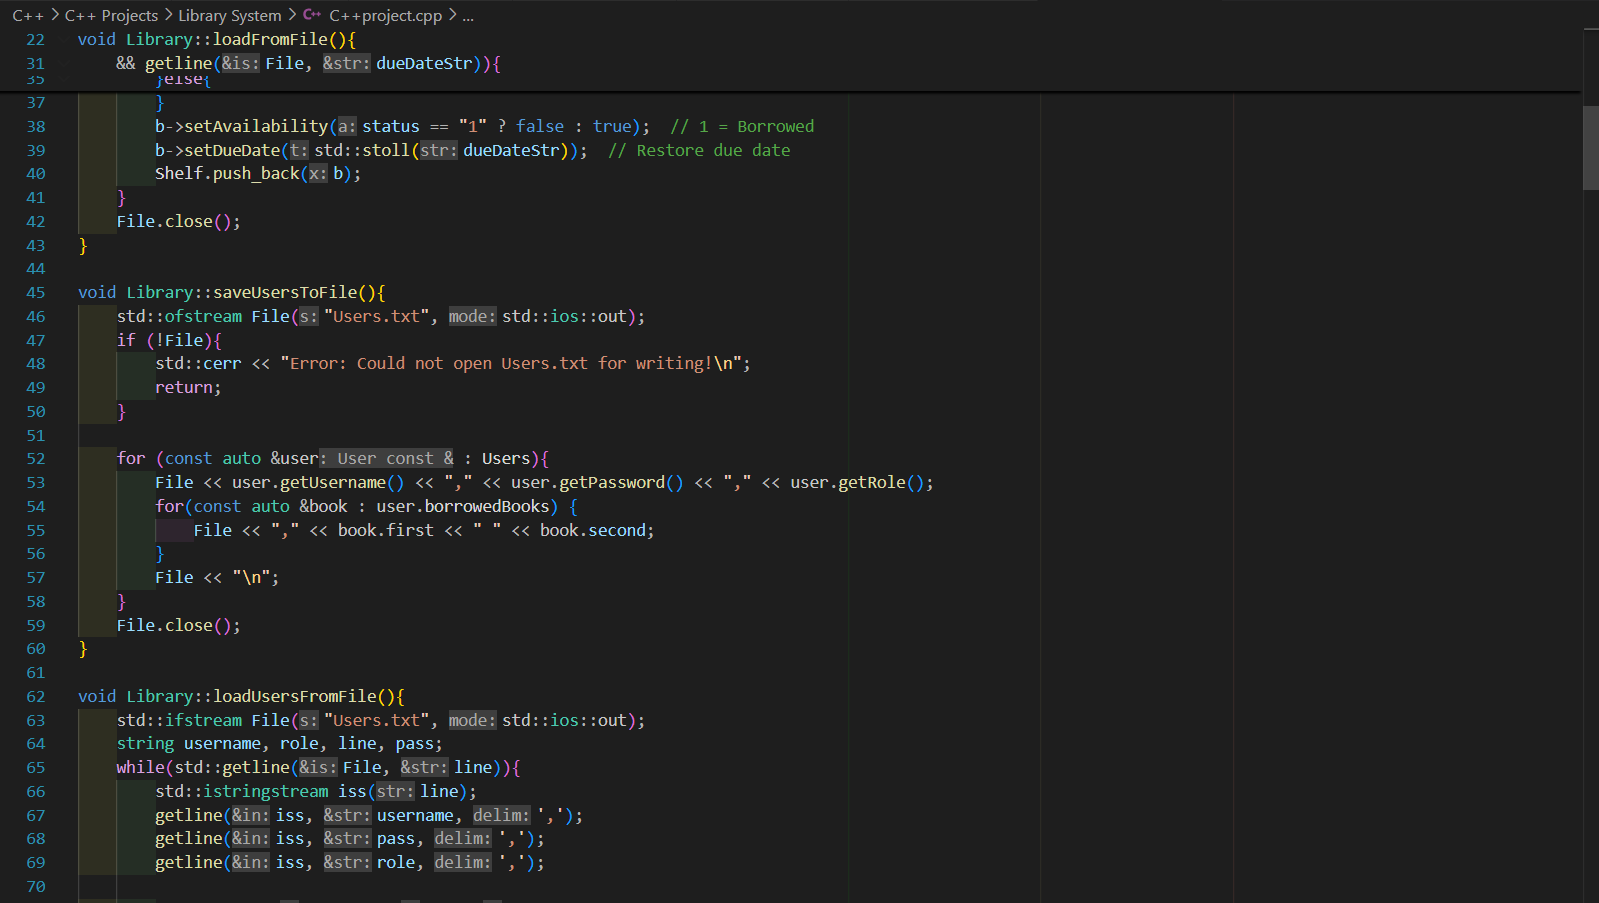 C++ > C++ Projects > Library System > C++ C++project.cpp > ...
22 void Library::loadFromFile(){
31 && getline(&is: File, &str: dueDateStr)){
35 }else{
37 }
38 b->setAvailability(a: status == "1" ? false : true); // 1 = Borrowed
39 b->setDueDate(t: std::stoll(str: dueDateStr)); // Restore due date
40 Shelf.push_back(x: b);
41 }
42 File.close();
43 }
44
45 void Library::saveUsersToFile(){
46 std::ofstream File(s: "Users.txt", mode: std::ios::out);
47 if (!File){
48 std::cerr << "Error: Could not open Users.txt for writing!\n";
49 return;
50 }
51
52 for (const auto &user: User const & : Users){
53 File << user.getUsername() << "," << user.getPassword() << "," << user.getRole();
54 for(const auto &book : user.borrowedBooks) {
55 File << "," << book.first << " " << book.second;
56 }
57 File << "\n";
58 }
59 File.close();
60 }
61
62 void Library::loadUsersFromFile(){
63 std::ifstream File(s: "Users.txt", mode: std::ios::out);
64 string username, role, line, pass;
65 while(std::getline(&is: File, &str: line)){
66 std::istringstream iss(str: line);
67 getline(&in: iss, &str: username, delim: ',');
68 getline(&in: iss, &str: pass, delim: ',');
69 getline(&in: iss, &str: role, delim: ',');
70